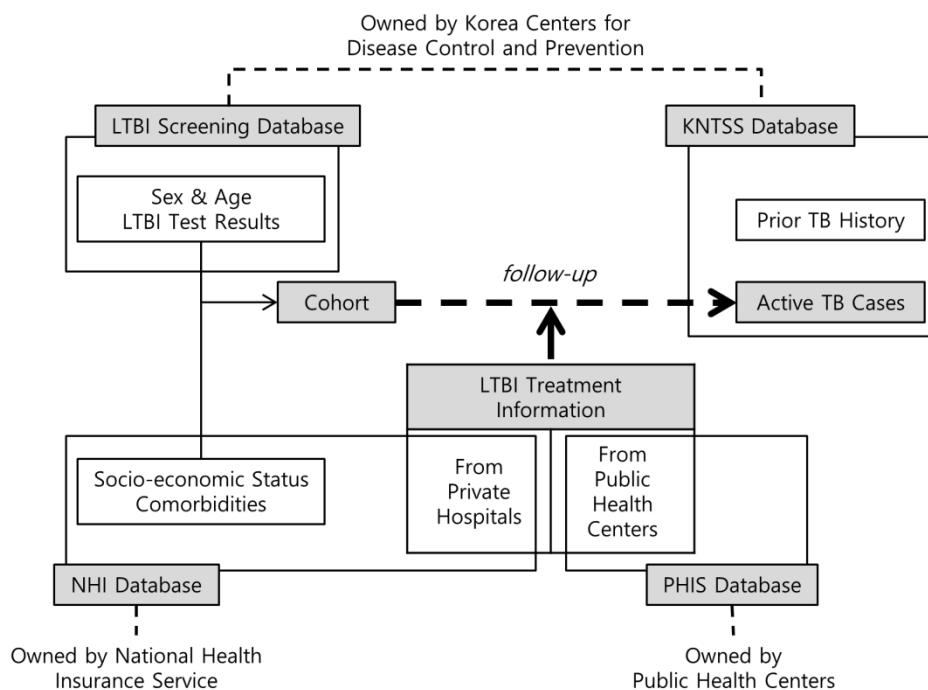 Owned by Korea Centers for
Disease Control and Prevention
LTBI Screening Database
KNTSS Database
Sex & Age
LTBI Test Results
Prior TB History
follow-up
Cohort
Active TB Cases
LTBI Treatment
Information
Socio-economic Status
Comorbidities
From
Private
Hospitals
From
Public
Health
Centers
NHI Database
PHIS Database
Owned by National Health
Insurance Service
Owned by
Public Health Centers